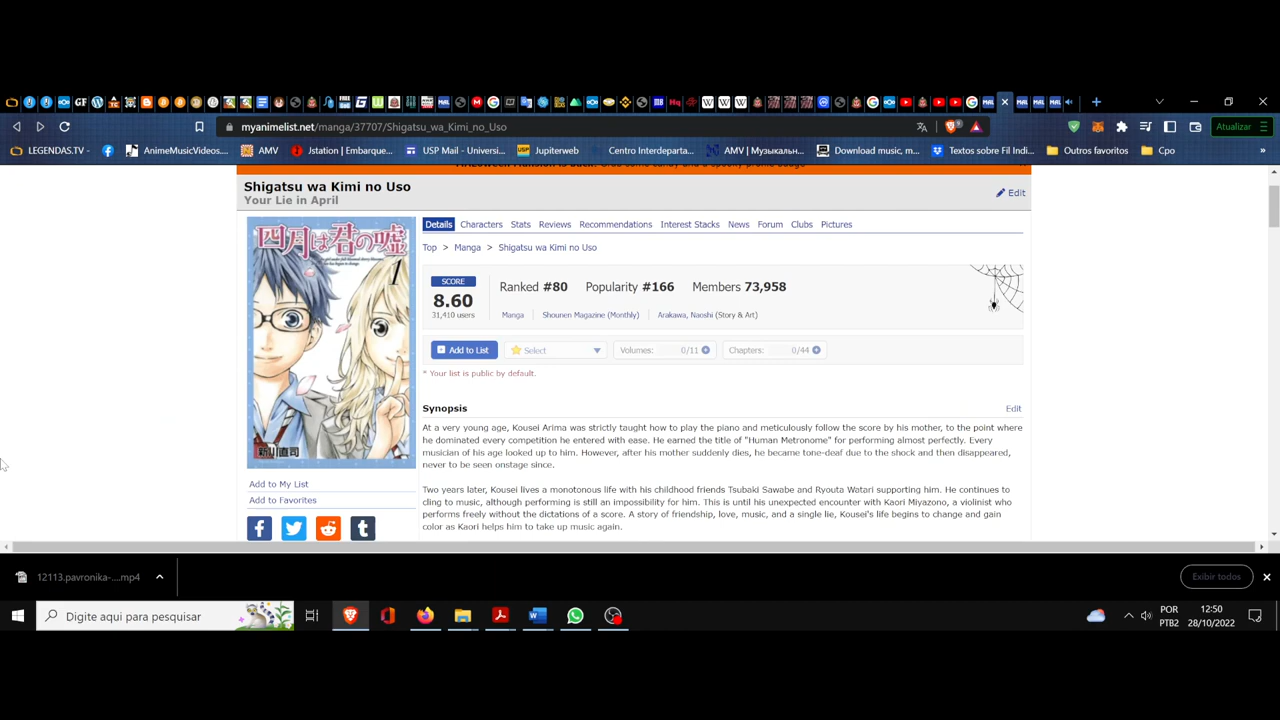 myanimelist.net/manga/37707/Shigatsu_wa_Kimi_no_Uso
Atualizar
LEGENDAS.TV
AnimeMusicVideos...
AMV
Jstation | Embarque...
USP Mail - Universi...
Jupiterweb
Centro Interdeparta...
AMV | Музыкальн...
Download music, m...
Textos sobre Fil Indi...
Outros favoritos
Cpo
»
Shigatsu wa Kimi no Uso
Your Lie in April
Edit
四月は君の嘘
1
新川直司
Details Characters Stats Reviews Recommendations Interest Stacks News Forum Clubs Pictures
Top > Manga > Shigatsu wa Kimi no Uso
SCORE
8.60
31,410 users
Ranked #80 Popularity #166 Members 73,958
Manga Shounen Magazine (Monthly) Arakawa, Naoshi (Story & Art)
Add to List Select Volumes: 0/11 Chapters: 0/44
* Your list is public by default.
Synopsis Edit
At a very young age, Kousei Arima was strictly taught how to play the piano and meticulously follow the score by his mother, to the point where
he dominated every competition he entered with ease. He earned the title of "Human Metronome" for performing almost perfectly. Every
musician of his age looked up to him. However, after his mother suddenly dies, he became tone-deaf due to the shock and then disappeared,
never to be seen onstage since.
Two years later, Kousei lives a monotonous life with his childhood friends Tsubaki Sawabe and Ryouta Watari supporting him. He continues to
cling to music, although performing is still an impossibility for him. This is until his unexpected encounter with Kaori Miyazono, a violinist who
performs freely without the dictations of a score. A story of friendship, love, music, and a single lie, Kousei's life begins to change and gain
color as Kaori helps him to take up music again.
Add to My List
Add to Favorites
12113.pavronika-....mp4
Exibir todos
Digite aqui para pesquisar
POR
PTB2
12:50
28/10/2022